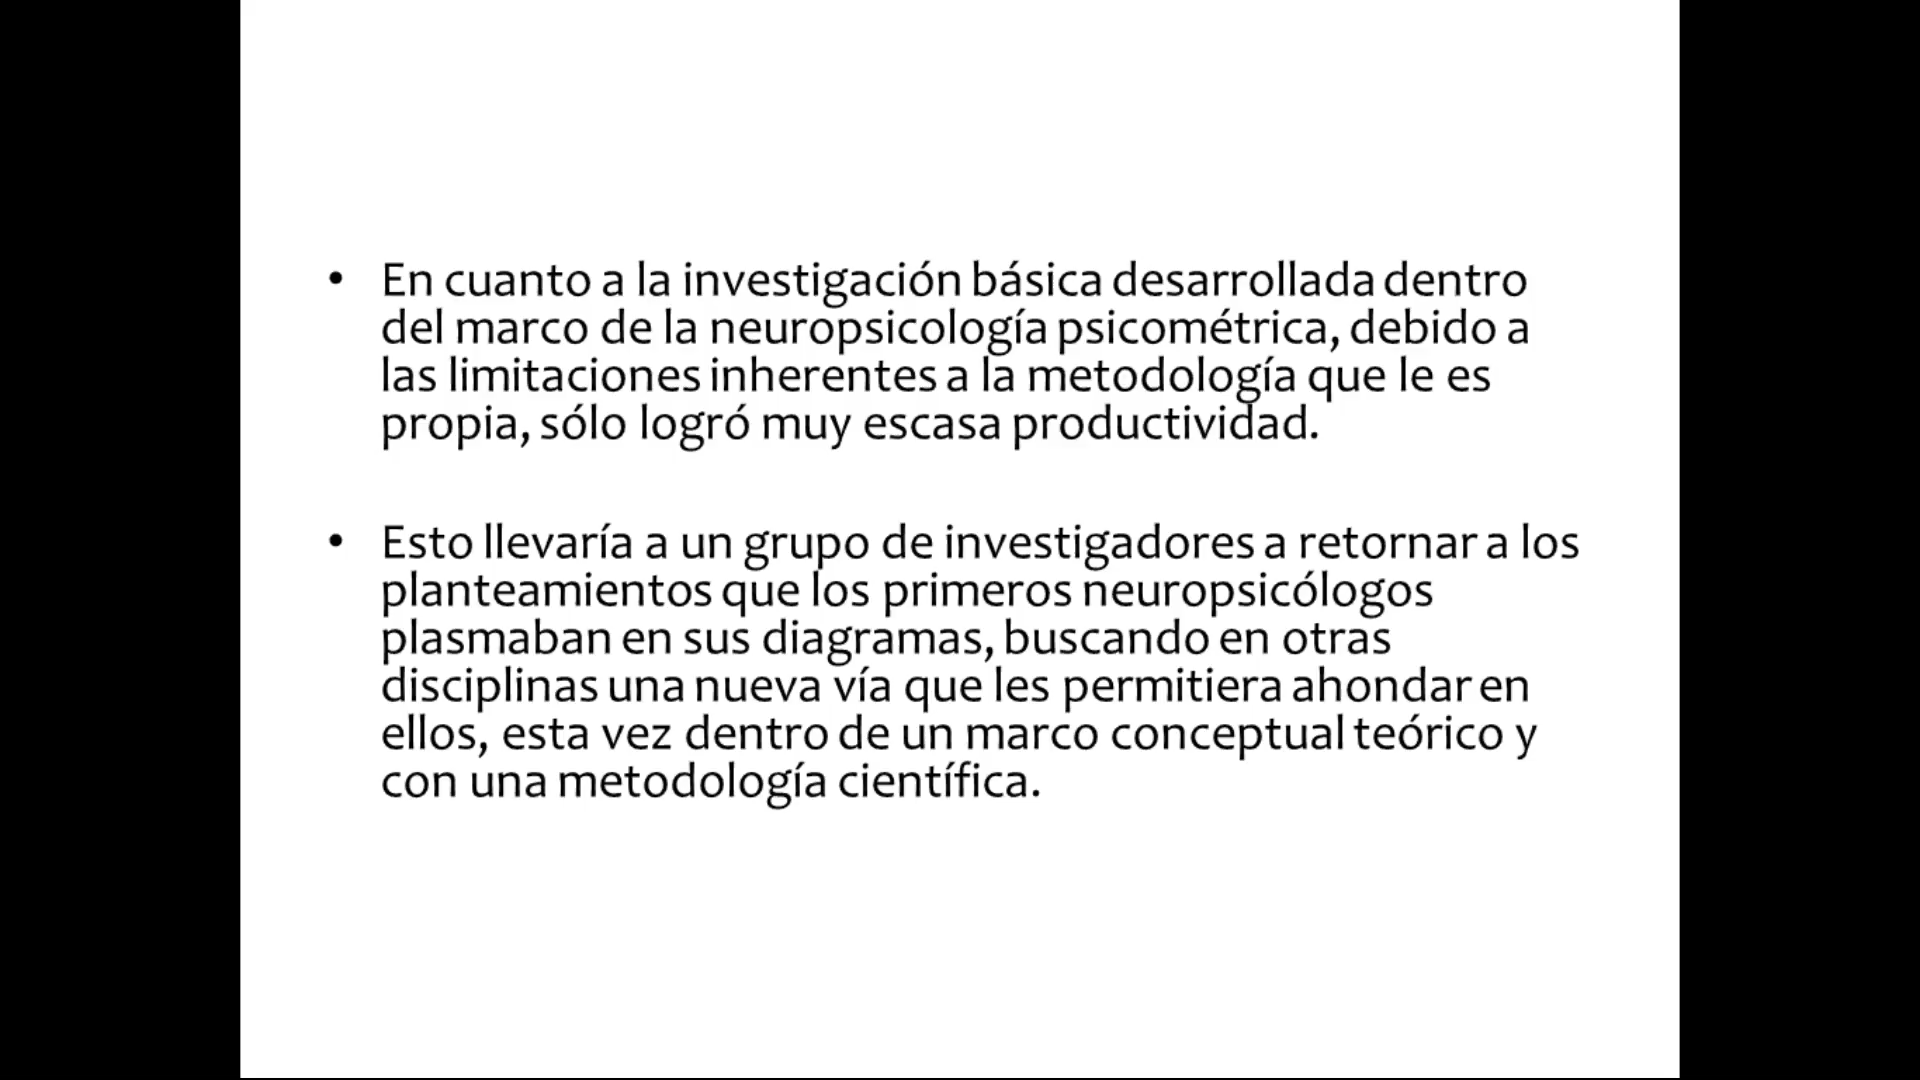 • En cuanto a la investigación básica desarrollada dentro
del marco de la neuropsicología psicométrica, debido a
las limitaciones inherentes a la metodología que le es
propia, sólo logró muy escasa productividad.
• Esto llevaría a un grupo de investigadores a retornar a los
planteamientos que los primeros neuropsicólogos
plasmaban en sus diagramas, buscando en otras
disciplinas una nueva vía que les permitiera ahondar en
ellos, esta vez dentro de un marco conceptual teórico y
con una metodología científica.